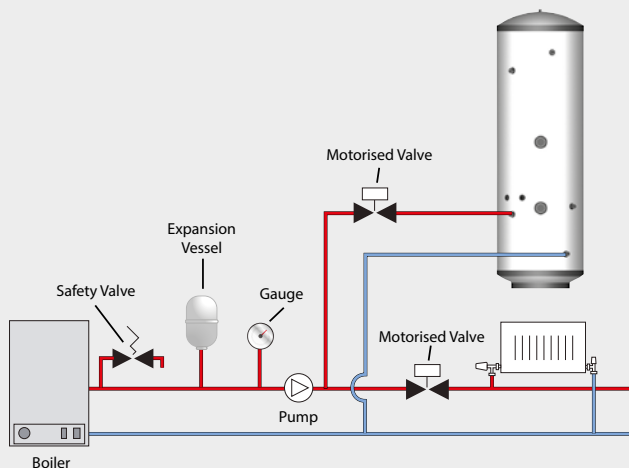 Motorised Valve
Expansion
Vessel
Safety Valve
Gauge
Motorised Valve
Pump
Boiler